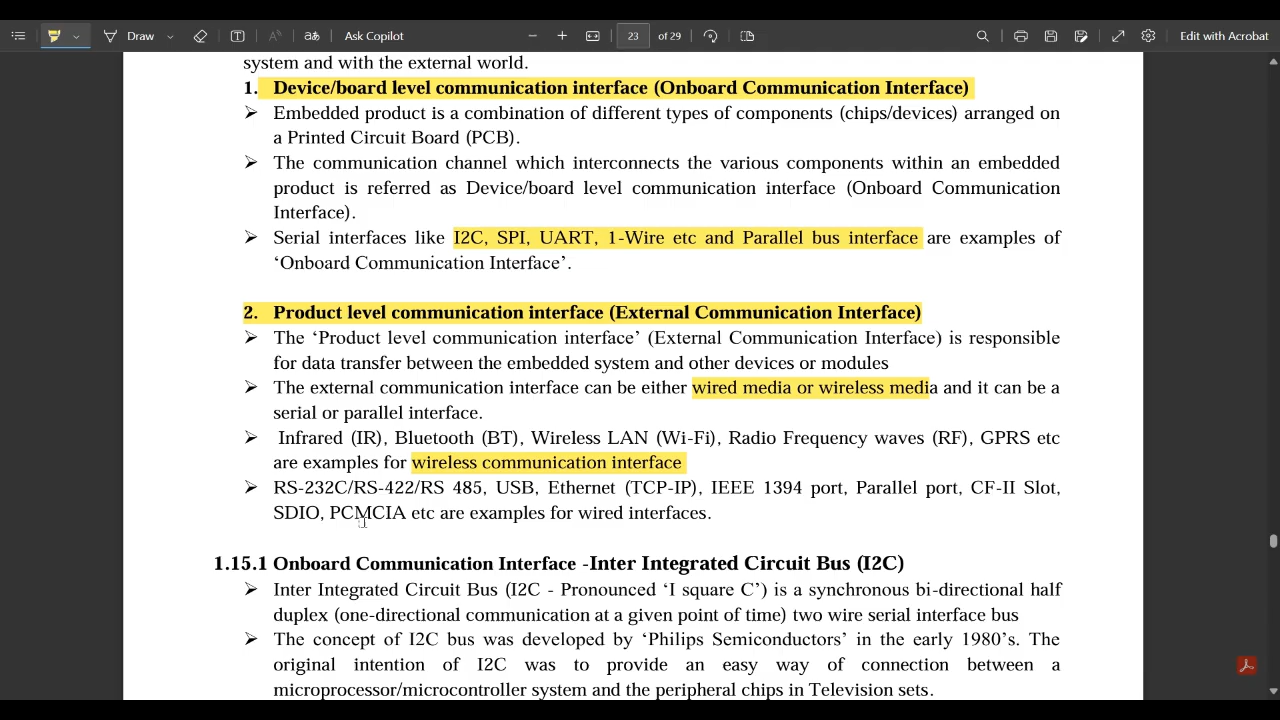 Draw
Ask Copilot
23 of 29
Edit with Acrobat
system and with the external world.
1. Device/board level communication interface (Onboard Communication Interface)
➢ Embedded product is a combination of different types of components (chips/devices) arranged on
a Printed Circuit Board (PCB).
➢ The communication channel which interconnects the various components within an embedded
product is referred as Device/board level communication interface (Onboard Communication
Interface).
➢ Serial interfaces like I2C, SPI, UART, 1-Wire etc and Parallel bus interface are examples of
‘Onboard Communication Interface’.
2. Product level communication interface (External Communication Interface)
➢ The ‘Product level communication interface’ (External Communication Interface) is responsible
for data transfer between the embedded system and other devices or modules
➢ The external communication interface can be either wired media or wireless media and it can be a
serial or parallel interface.
➢ Infrared (IR), Bluetooth (BT), Wireless LAN (Wi-Fi), Radio Frequency waves (RF), GPRS etc
are examples for wireless communication interface
➢ RS-232C/RS-422/RS 485, USB, Ethernet (TCP-IP), IEEE 1394 port, Parallel port, CF-II Slot,
SDIO, PCMCIA etc are examples for wired interfaces.
1.15.1 Onboard Communication Interface -Inter Integrated Circuit Bus (I2C)
➢ Inter Integrated Circuit Bus (I2C - Pronounced ‘I square C’) is a synchronous bi-directional half
duplex (one-directional communication at a given point of time) two wire serial interface bus
➢ The concept of I2C bus was developed by ‘Philips Semiconductors’ in the early 1980’s. The
original intention of I2C was to provide an easy way of connection between a
microprocessor/microcontroller system and the peripheral chips in Television sets.